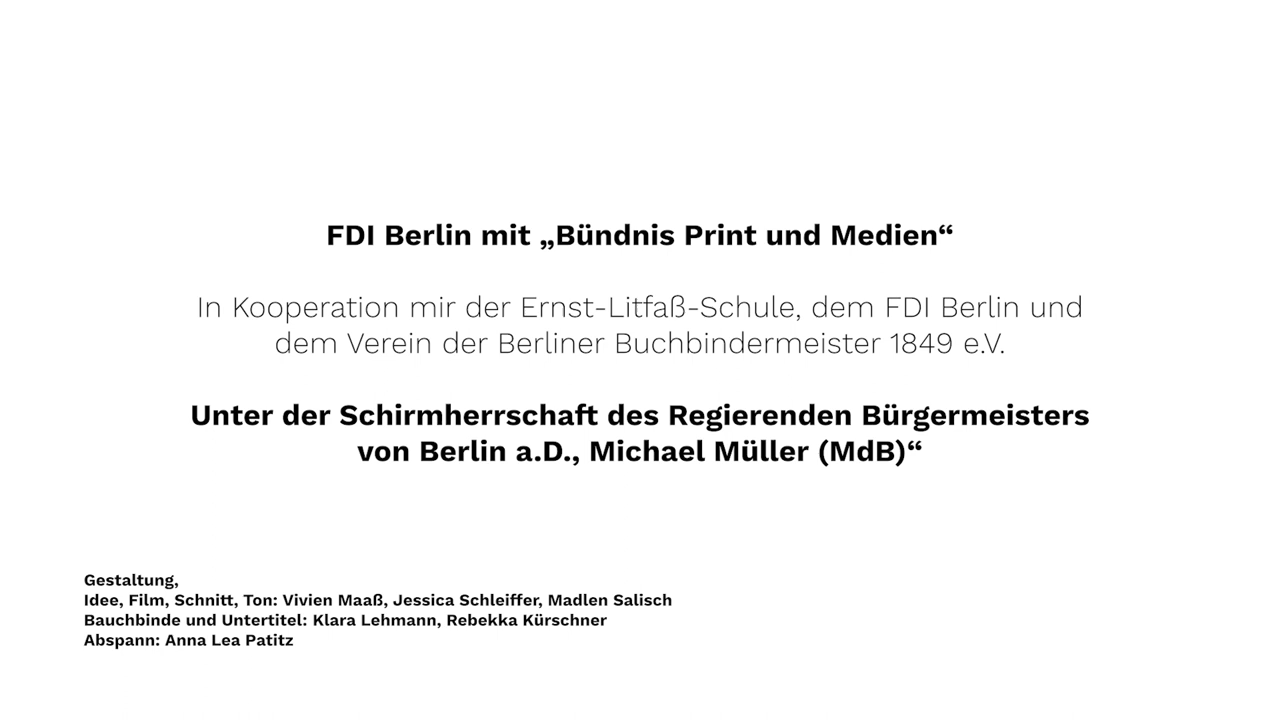 FDI Berlin mit „Bündnis Print und Medien“
In Kooperation mir der Ernst-Litfaß-Schule, dem FDI Berlin und
dem Verein der Berliner Buchbindermeister 1849 e.V.
Unter der Schirmherrschaft des Regierenden Bürgermeisters
von Berlin a.D., Michael Müller (MdB)“
Gestaltung,
Idee, Film, Schnitt, Ton: Vivien Maaß, Jessica Schleiffer, Madlen Salisch
Bauchbinde und Untertitel: Klara Lehmann, Rebekka Kürschner
Abspann: Anna Lea Patitz